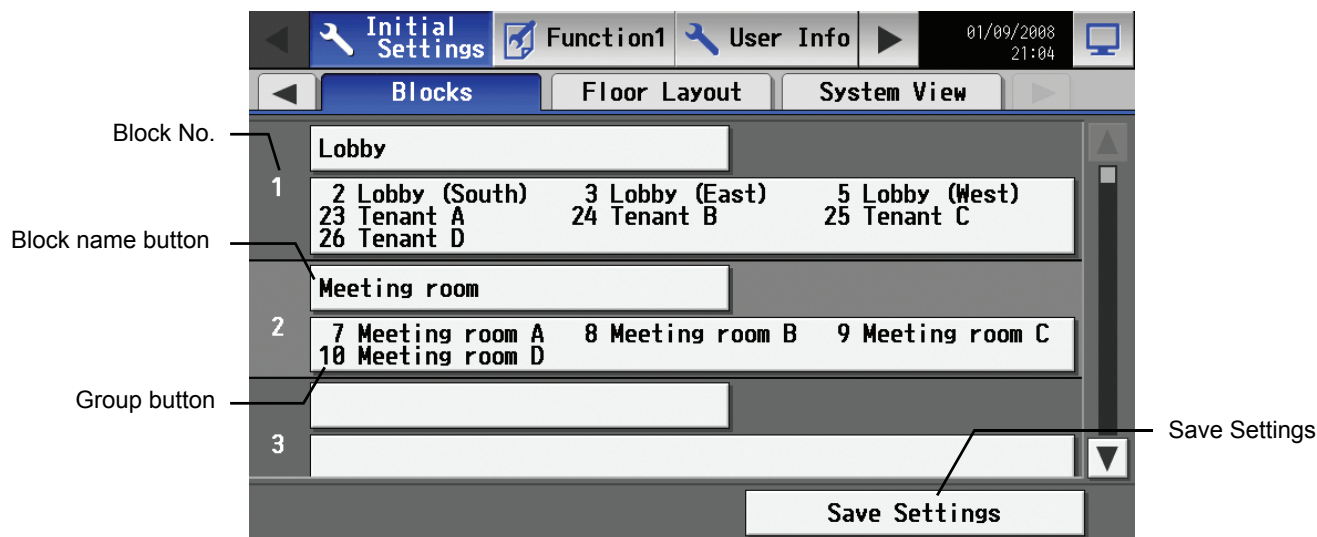 Initial Settings Function1 User Info 01/09/2008 21:04
Blocks Floor Layout System View
Block No.
Lobby
1
2 Lobby (South) 3 Lobby (East) 5 Lobby (West)
23 Tenant A 24 Tenant B 25 Tenant C
26 Tenant D
Block name button
Meeting room
2
7 Meeting room A 8 Meeting room B 9 Meeting room C
10 Meeting room D
Group button
3
Save Settings
Save Settings